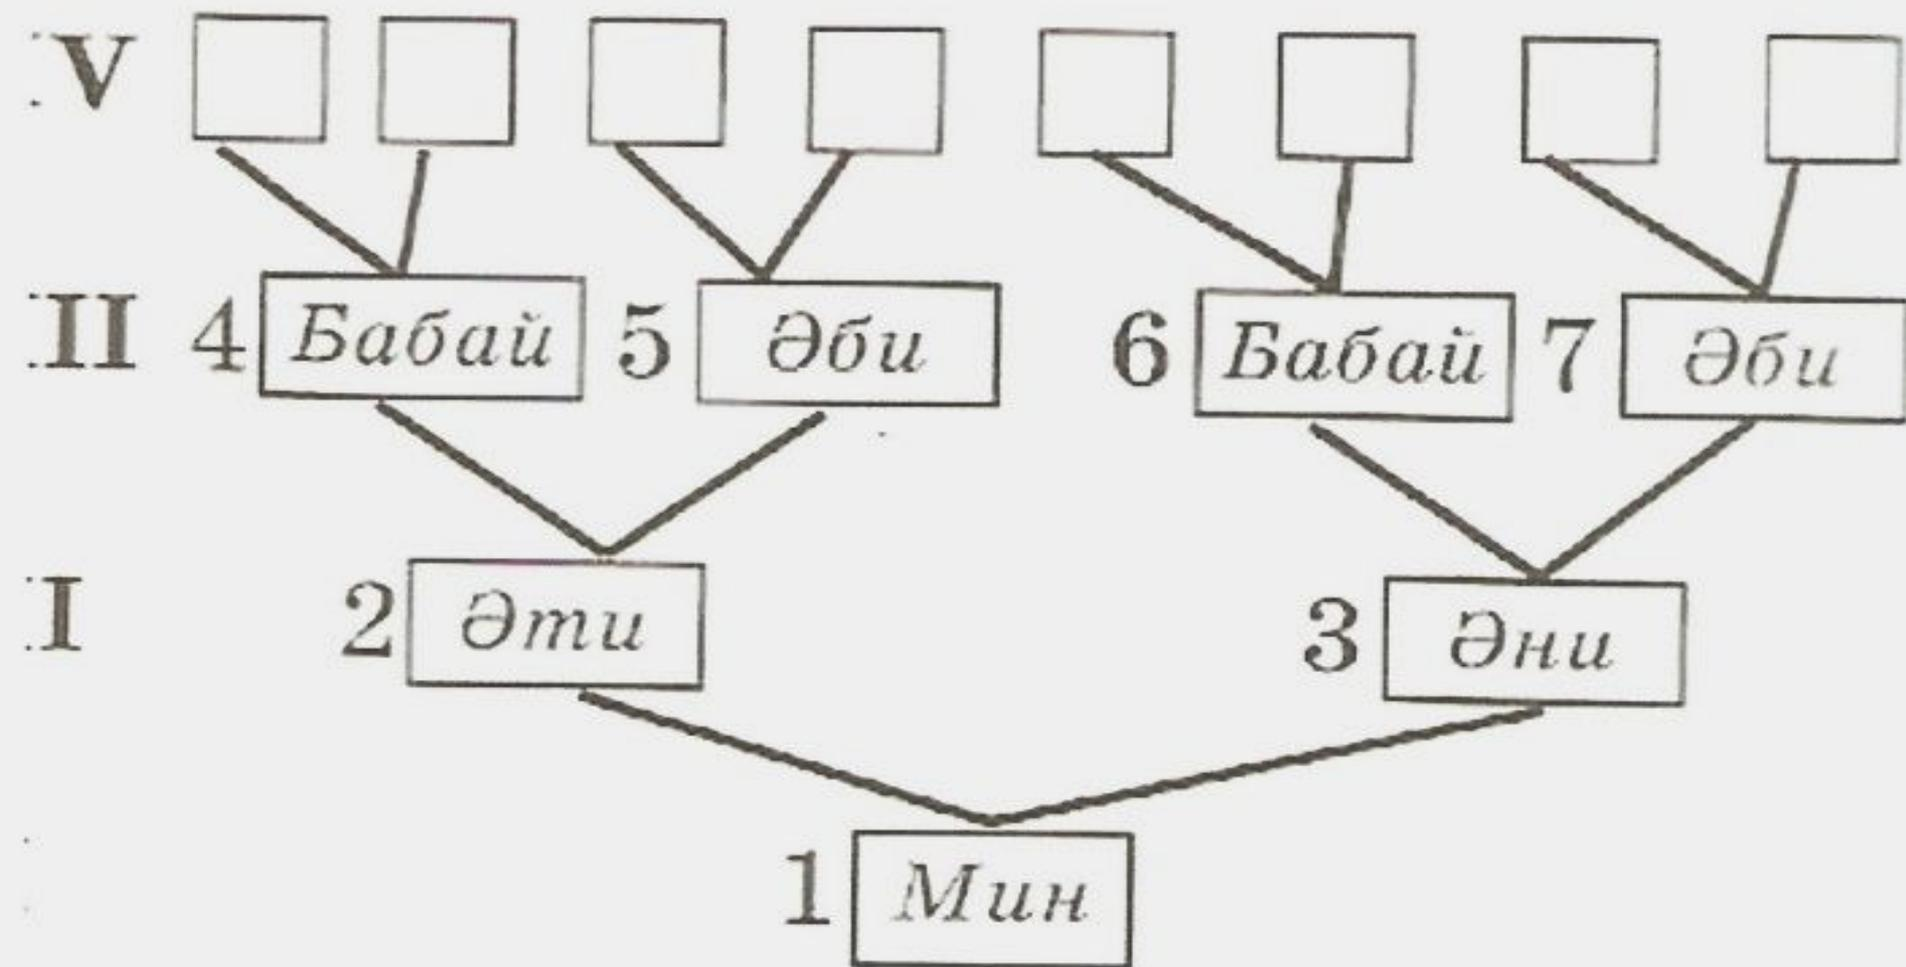 V
II 4 Бабай 5 Әби 6 Бабай 7 Әби
I 2 Әти 3 Әни
1 Мин